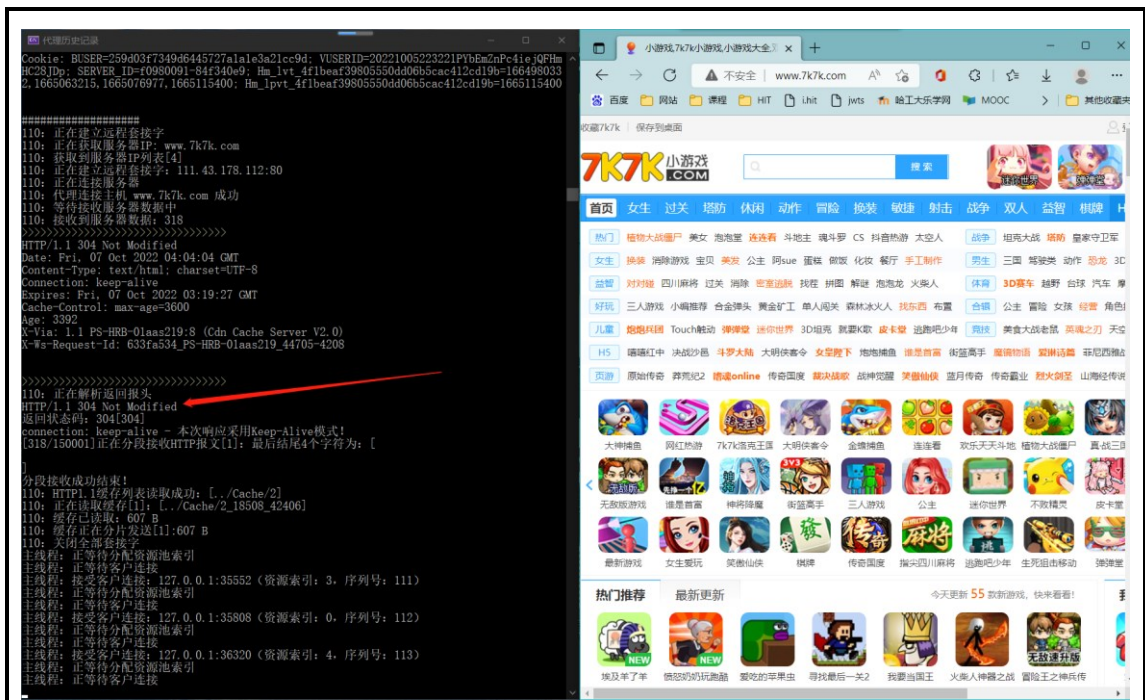 代理历史记录
Cookie: BUSER=259d03f7349d6445727a1a1e3a21cc9d; VUSERID=20221005223221PYbEmZnPc4iejQFHm
HC28JDp; SERVER_ID=f0980091-84f340e9; Hm_lvt_4f1beaf39805550dd06b5cac412cd19b=166498033
2,1665063215,1665076977,1665115400; Hm_lpvt_4f1beaf39805550dd06b5cac412cd19b=1665115400
####################
110: 正在建立远程套接字
110: 正在获取服务器IP: www.7k7k.com
110: 获取到服务器IP列表[4]
110: 正在建立远程套接字: 111.43.178.112:80
110: 正在连接服务器
110: 代理连接主机 www.7k7k.com 成功
110: 等待接收服务器数据中
110: 接收到服务器数据: 318
>>>>>>>>>>>>>>>>>>>>>>>>>>>>>>>>>>>
HTTP/1.1 304 Not Modified
Date: Fri, 07 Oct 2022 04:04:04 GMT
Content-Type: text/html; charset=UTF-8
Connection: keep-alive
Expires: Fri, 07 Oct 2022 03:19:27 GMT
Cache-Control: max-age=3600
Age: 3392
X-Via: 1.1 PS-HRB-01aas219:8 (Cdn Cache Server V2.0)
X-Ws-Request-Id: 633fa534_PS-HRB-01aas219_44705-4208
>>>>>>>>>>>>>>>>>>>>>>>>>>>>>>>>>>>
110: 正在解析返回报头
HTTP/1.1 304 Not Modified
返回状态码: 304[304]
connection: keep-alive - 本次响应采用Keep-Alive模式!
[318/150001]正在分段接收HTTP报文[1]: 最后结尾4个字符为: [
]
分段接收成功结束!
110: HTTP1.1缓存列表读取成功: [../Cache/2]
110: 正在读取缓存[1]: [../Cache/2_18508_42406]
110: 缓存已读取: 607 B
110: 缓存正在分片发送[1]:607 B
110: 关闭全部套接字
主线程: 正等待分配资源池索引
主线程: 正等待客户连接
主线程: 接受客户连接: 127.0.0.1:35552 (资源索引: 3, 序列号: 111)
主线程: 正等待分配资源池索引
主线程: 正等待客户连接
主线程: 接受客户连接: 127.0.0.1:35808 (资源索引: 0, 序列号: 112)
主线程: 正等待分配资源池索引
主线程: 正等待客户连接
主线程: 接受客户连接: 127.0.0.1:36320 (资源索引: 4, 序列号: 113)
主线程: 正等待分配资源池索引
主线程: 正等待客户连接
小游戏,7k7k小游戏,小游戏大全
不安全 | www.7k7k.com
百度 网站 课程 HIT i.hit jwts 哈工大乐学网 MOOC 其他收藏夹
收藏7k7k | 保存到桌面
7K7K 小游戏 .COM 搜索 迷你世界 弹弹堂
首页 女生 过关 塔防 休闲 动作 冒险 换装 敏捷 射击 战争 双人 益智 棋牌 H
热门 植物大战僵尸 美女 泡泡堂 连连看 斗地主 魂斗罗 CS 抖音热游 太空人 战争 坦克大战 塔防 皇家守卫军
女生 换装 消除游戏 宝贝 美发 公主 阿sue 蛋糕 做饭 化妆 餐厅 手工制作 男生 三国 驾驶类 动作 恐龙 3D
益智 对对碰 四川麻将 过关 消除 密室逃脱 找茬 拼图 解谜 泡泡龙 火柴人 体育 3D赛车 越野 台球 汽车 摩
好玩 三人游戏 小编推荐 合金弹头 黄金矿工 单人闯关 森林冰火人 找东西 布置 合辑 公主 冒险 女孩 经营 角色
儿童 炮炮兵团 Touch触动 弹弹堂 迷你世界 3D坦克 就要K歌 皮卡堂 逃跑吧少年 竞技 美食大战老鼠 英魂之刃 天空
H5 嘻嘻红中 决战沙邑 斗罗大陆 大明侠客令 女皇陛下 炮炮捕鱼 谁是首富 街篮高手 魔镜物语 爱琳诗篇 菲尼西雅战
页游 原始传奇 莽荒纪2 魂魂online 传奇国度 裁决战歌 战神觉醒 笑傲仙侠 蓝月传奇 传奇霸业 烈火剑圣 山海经传说
大神捕鱼 网红热游 7k7k洛克王国 大明侠客令 金蟾捕鱼 连连看 欢乐天天斗地 植物大战僵尸 真·战三国
无敌版游戏 谁是首富 神将降魔 街篮高手 三人游戏 公主 迷你世界 不败精灵 皮卡堂
最新游戏 女生爱玩 笑傲仙侠 棋牌 传奇国度 指尖四川麻将 逃跑吧少年 生死狙击移动 弹弹堂
热门推荐 最新更新 今天更新 55 款新游戏, 快来看看!
NEW NEW 无敌速升版
埃及羊了羊 愤怒奶奶玩跑酷 爱吃的苹果虫 寻找最后一关2 我要当国王 火柴人神器之战 冒险王之神兵传